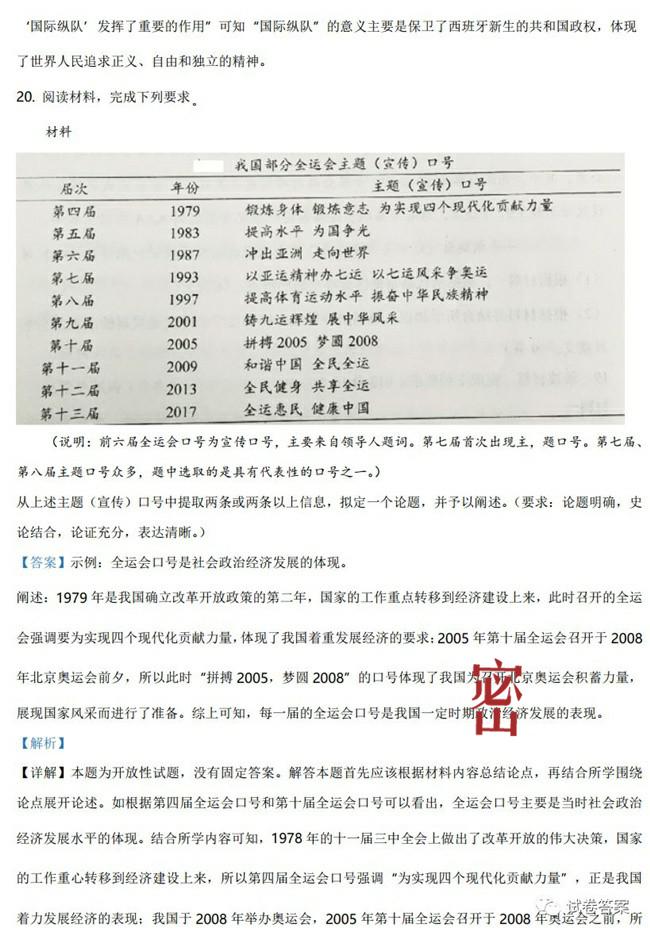 ‘国际纵队’发挥了重要的作用”可知“国际纵队”的意义主要是保卫了西班牙新生的共和国政权，体现
了世界人民追求正义、自由和独立的精神。
20. 阅读材料，完成下列要求。
材料
我国部分全运会主题（宣传）口号
届次 年份 主题（宣传）口号
第四届 1979 锻炼身体 锻炼意志 为实现四个现代化贡献力量
第五届 1983 提高水平 为国争光
第六届 1987 冲出亚洲 走向世界
第七届 1993 以亚运精神办七运 以七运风采争奥运
第八届 1997 提高体育运动水平 振奋中华民族精神
第九届 2001 铸九运辉煌 展中华风采
第十届 2005 拼搏2005 梦圆2008
第十一届 2009 和谐中国 全民全运
第十二届 2013 全民健身 共享全运
第十三届 2017 全运惠民 健康中国
（说明：前六届全运会口号为宣传口号，主要来自领导人题词。第七届首次出现主，题口号。第七届、
第八届主题口号众多，题中选取的是具有代表性的口号之一。）
从上述主题（宣传）口号中提取两条或两条以上信息，拟定一个论题，并予以阐述。（要求：论题明确，史
论结合，论证充分，表达清晰。）
【答案】示例：全运会口号是社会政治经济发展的体现。
阐述：1979 年是我国确立改革开放政策的第二年，国家的工作重点转移到经济建设上来，此时召开的全运
会强调要为实现四个现代化贡献力量，体现了我国着重发展经济的要求；2005 年第十届全运会召开于 2008
年北京奥运会前夕，所以此时“拼搏 2005，梦圆 2008”的口号体现了我国为召开北京奥运会积蓄力量，
展现国家风采而进行了准备。综上可知，每一届的全运会口号是我国一定时期政治经济发展的表现。
密
【解析】
【详解】本题为开放性试题，没有固定答案。解答本题首先应该根据材料内容总结论点，再结合所学围绕
论点展开论述。如根据第四届全运会口号和第十届全运会口号可以看出，全运会口号主要是当时社会政治
经济发展水平的体现。结合所学内容可知，1978 年的十一届三中全会上做出了改革开放的伟大决策，国家
的工作重心转移到经济建设上来，所以第四届全运会口号强调“为实现四个现代化贡献力量”，正是我国
着力发展经济的表现；我国于 2008 年举办奥运会，2005 年第十届全运会召开于 2008 年奥运会之前，所
试卷答案